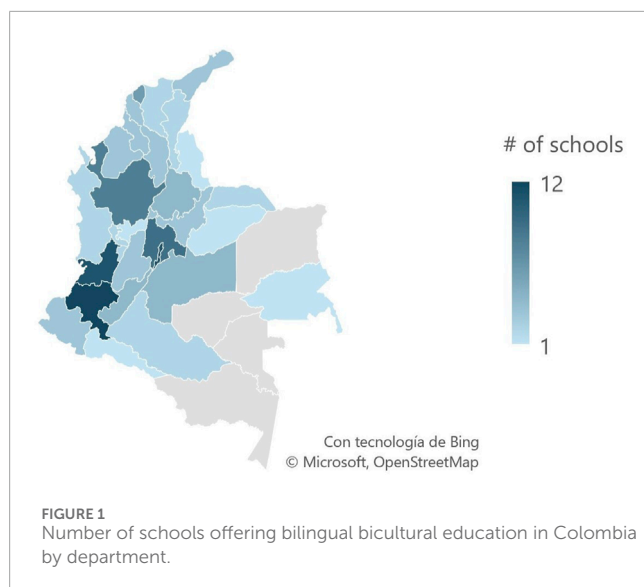 # of schools
12
1
Con tecnología de Bing
© Microsoft, OpenStreetMap
FIGURE 1
Number of schools offering bilingual bicultural education in Colombia
by department.